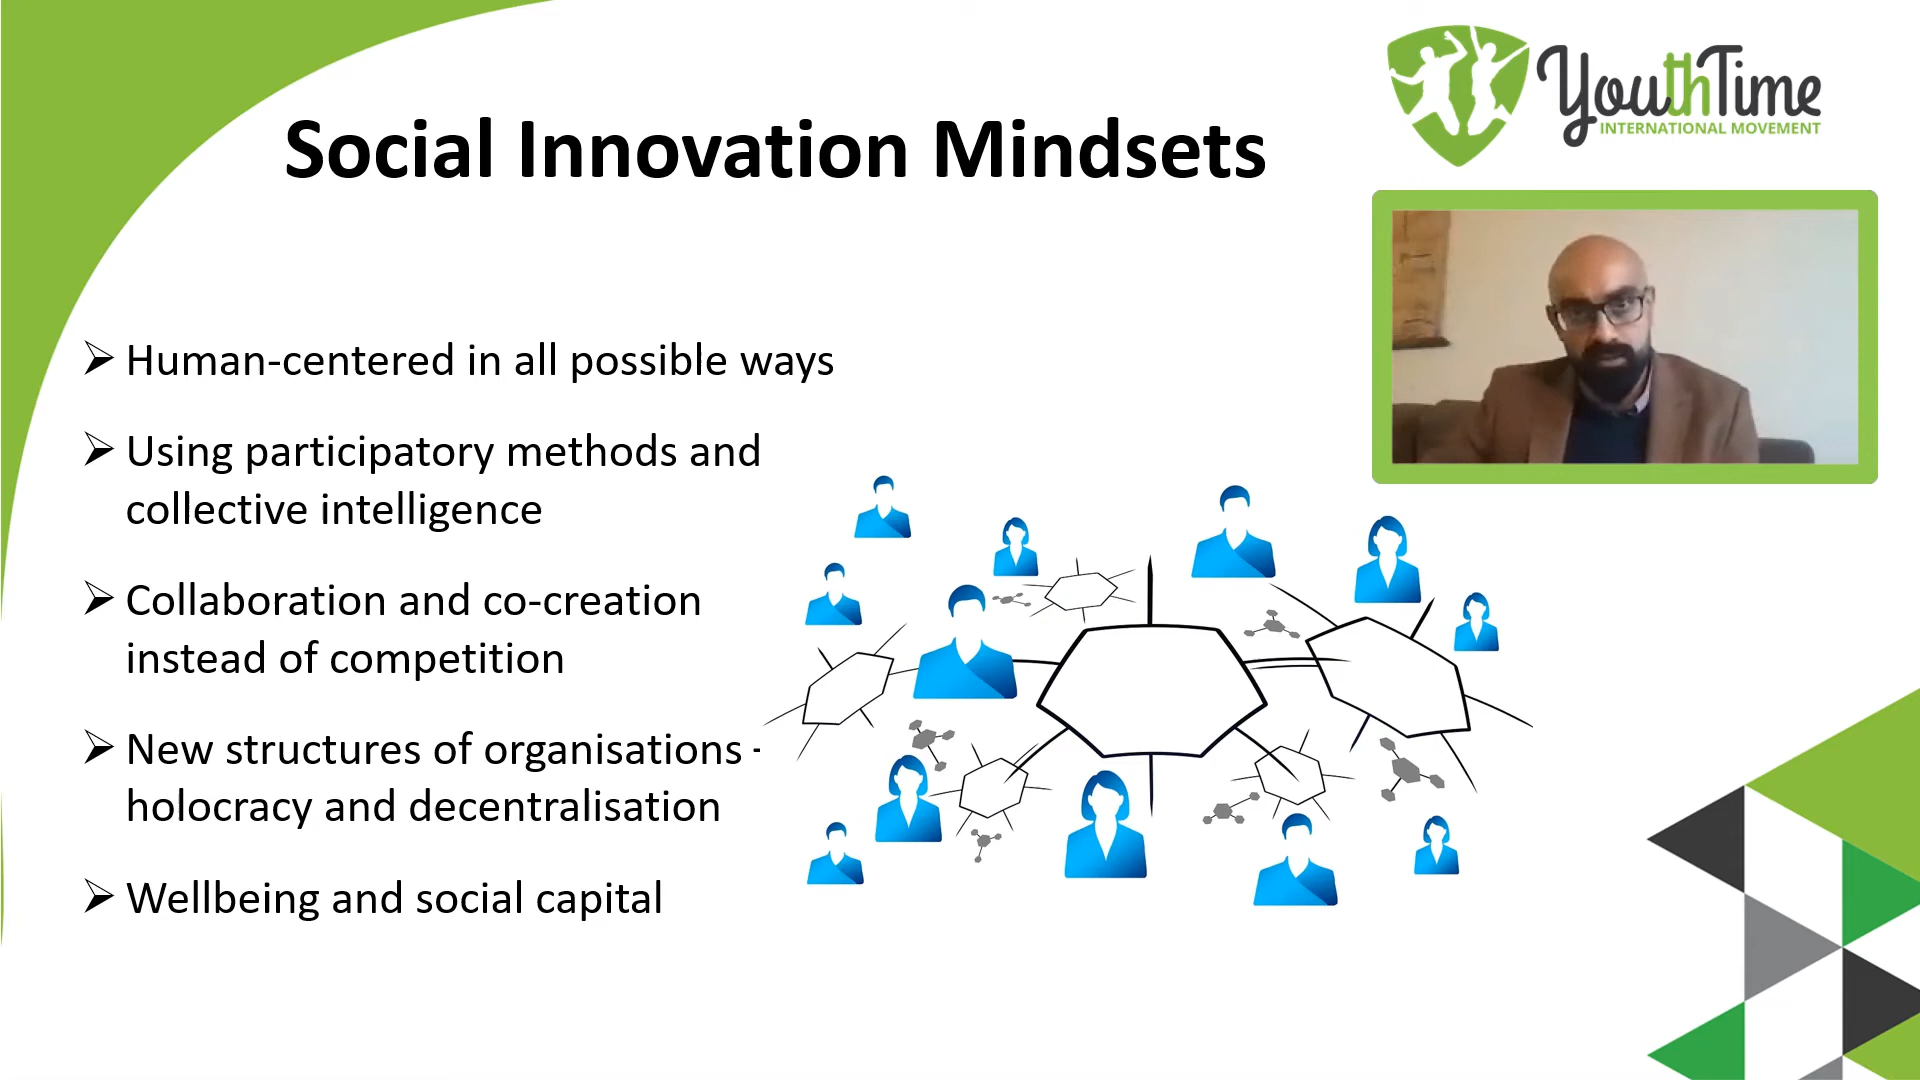 YouthTime
INTERNATIONAL MOVEMENT
Social Innovation Mindsets
Human-centered in all possible ways
Using participatory methods and
collective intelligence
Collaboration and co-creation
instead of competition
New structures of organisations -
holocracy and decentralisation
Wellbeing and social capital